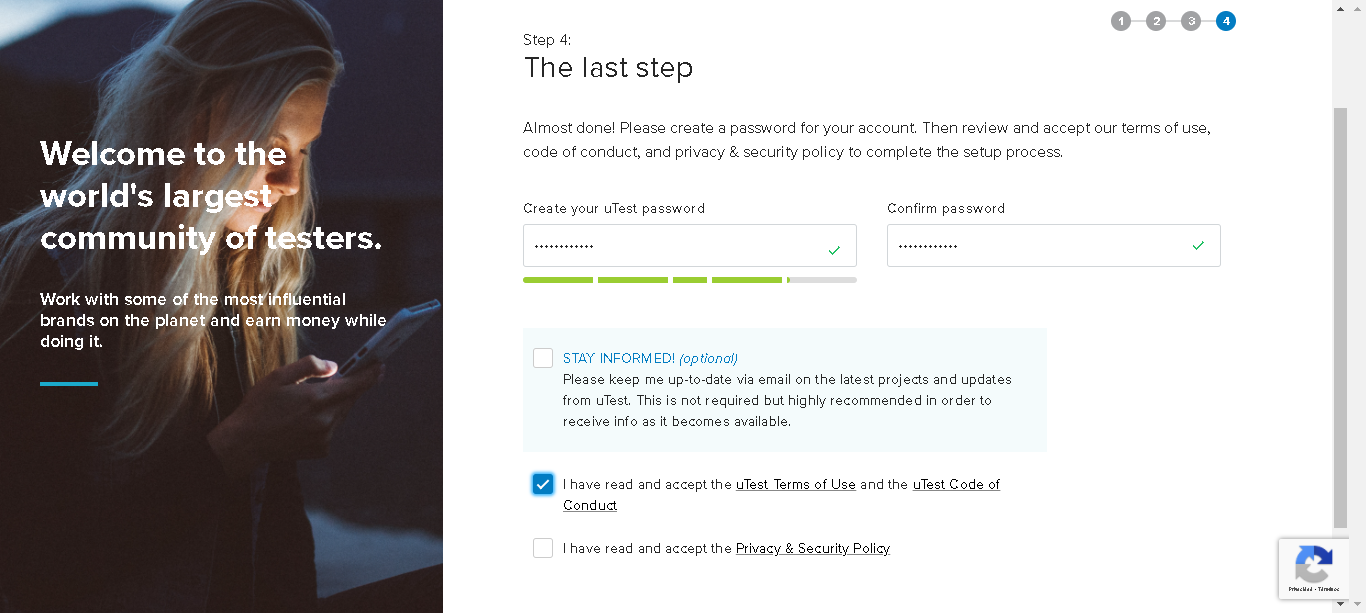 1 2 3 4
Step 4:
The last step
Almost done! Please create a password for your account. Then review and accept our terms of use,
code of conduct, and privacy & security policy to complete the setup process.
Welcome to the
world's largest
community of testers.
Work with some of the most influential
brands on the planet and earn money while
doing it.
Create your uTest password
Confirm password
••••••••••••
••••••••••••
STAY INFORMED! (optional)
Please keep me up-to-date via email on the latest projects and updates
from uTest. This is not required but highly recommended in order to
receive info as it becomes available.
I have read and accept the uTest Terms of Use and the uTest Code of
Conduct
I have read and accept the Privacy & Security Policy